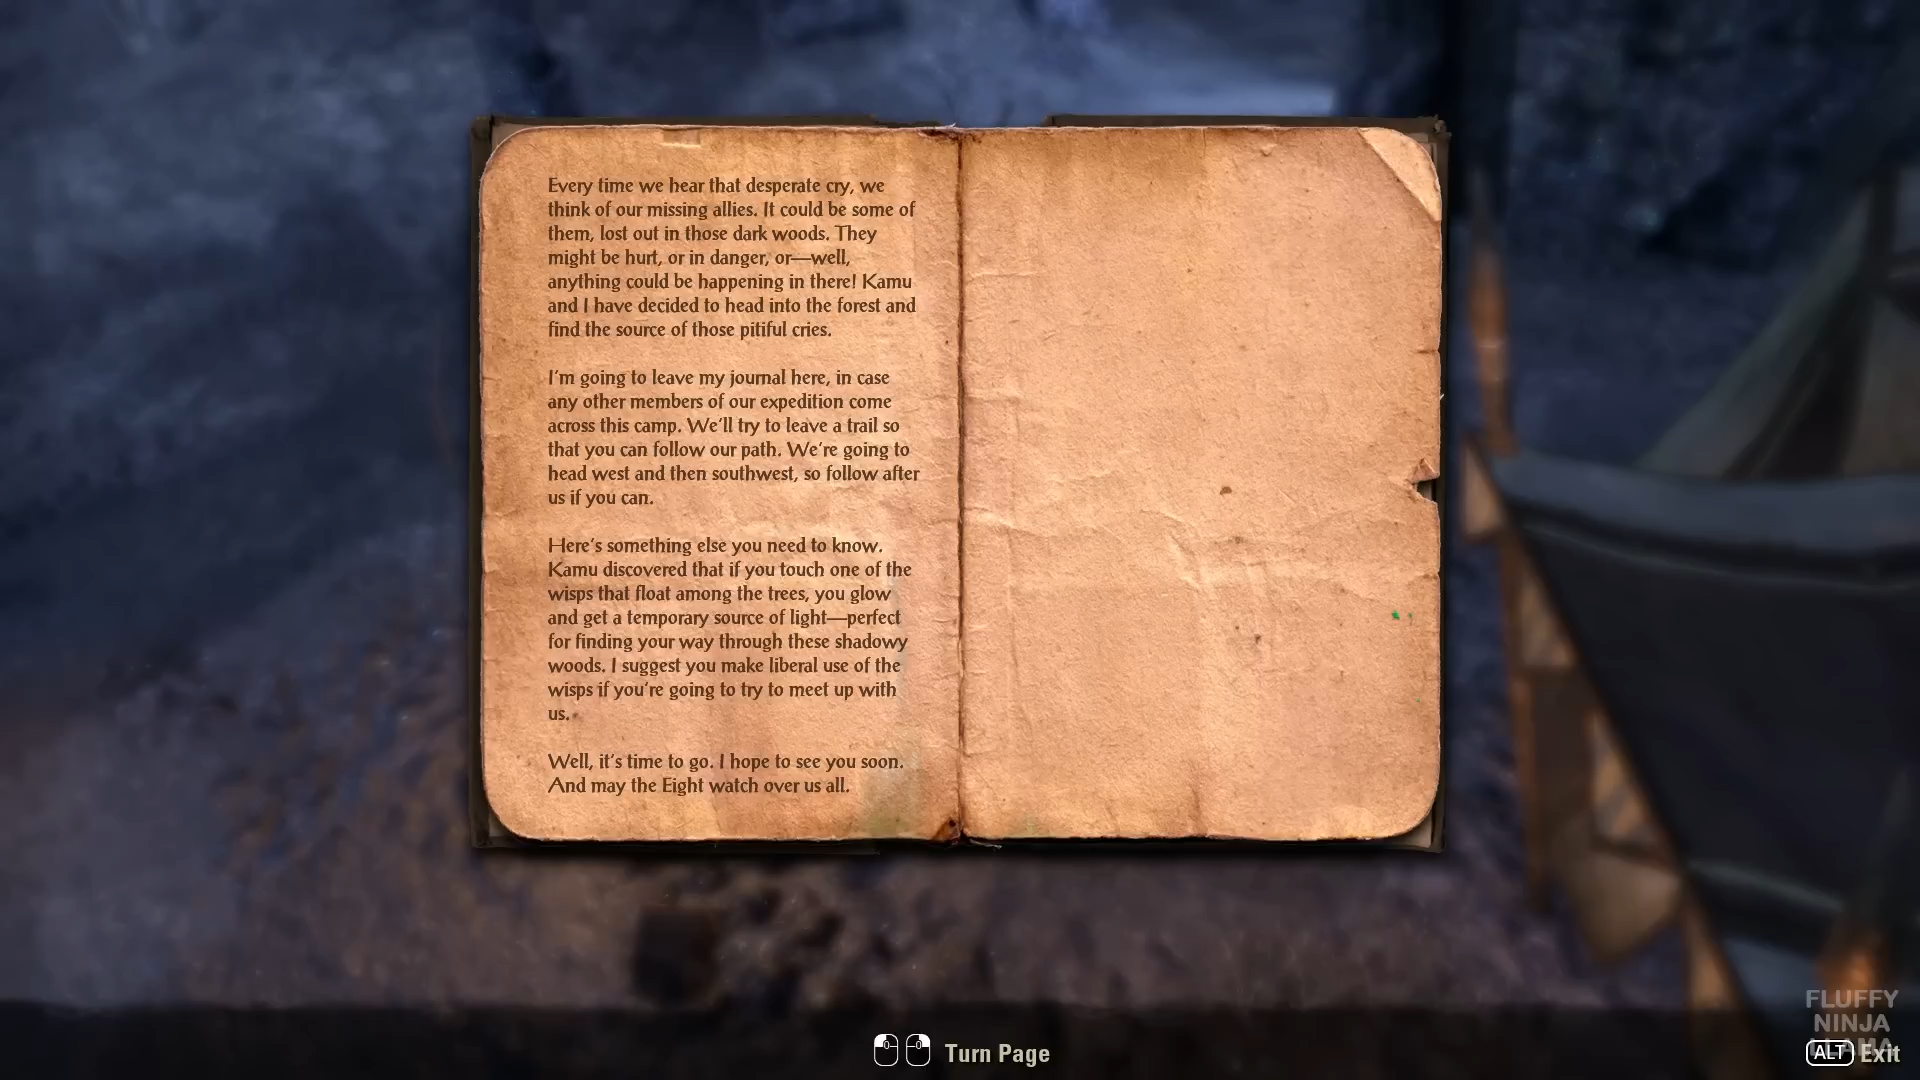 Every time we hear that desperate cry, we
think of our missing allies. It could be some of
them, lost out in those dark woods. They
might be hurt, or in danger, or—well,
anything could be happening in there! Kamu
and I have decided to head into the forest and
find the source of those pitiful cries.
I'm going to leave my journal here, in case
any other members of our expedition come
across this camp. We'll try to leave a trail so
that you can follow our path. We're going to
head west and then southwest, so follow after
us if you can.
Here's something else you need to know.
Kamu discovered that if you touch one of the
wisps that float among the trees, you glow
and get a temporary source of light—perfect
for finding your way through these shadowy
woods. I suggest you make liberal use of the
wisps if you're going to try to meet up with
us.
Well, it's time to go. I hope to see you soon.
And may the Eight watch over us all.
Turn Page
FLUFFY
NINJA
LLAMA
ALT Exit